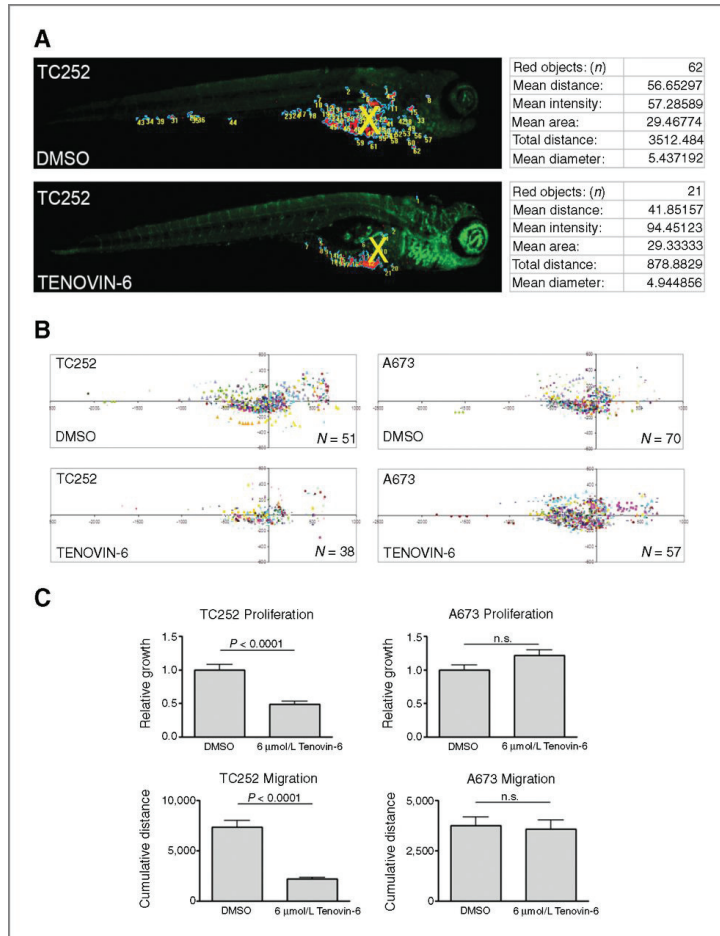 A
TC252
DMSO
Red objects: (n) 62
Mean distance: 56.65297
Mean intensity: 57.28589
Mean area: 29.46774
Total distance: 3512.484
Mean diameter: 5.437192
TC252
TENOVIN-6
Red objects: (n) 21
Mean distance: 41.85157
Mean intensity: 94.45123
Mean area: 29.33333
Total distance: 878.8829
Mean diameter: 4.944856
B
TC252
DMSO
N = 51
A673
DMSO
N = 70
TC252
TENOVIN-6
N = 38
A673
TENOVIN-6
N = 57
C
TC252 Proliferation
P < 0.0001
Relative growth
1.5
1.0
0.5
0.0
DMSO 6 µmol/L Tenovin-6
A673 Proliferation
n.s.
Relative growth
1.5
1.0
0.5
0.0
DMSO 6 µmol/L Tenovin-6
TC252 Migration
P < 0.0001
Cumulative distance
10,000
5,000
0
DMSO 6 µmol/L Tenovin-6
A673 Migration
n.s.
Cumulative distance
5,000
2,500
0
DMSO 6 µmol/L Tenovin-6